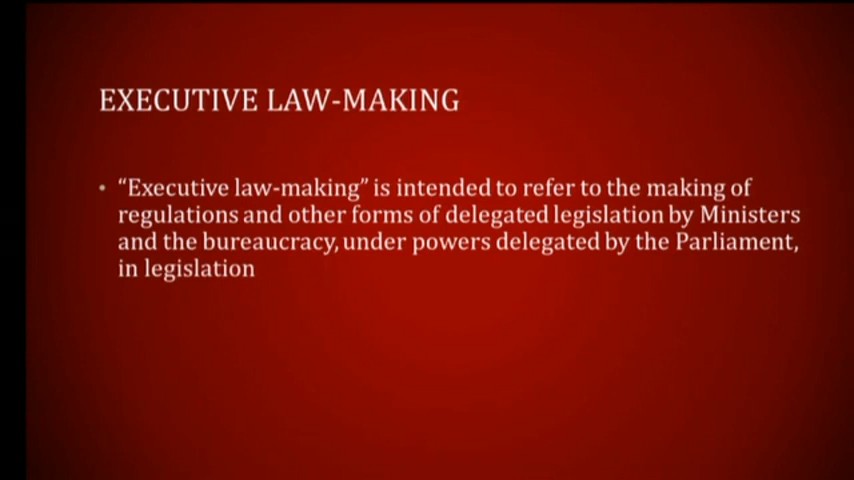 EXECUTIVE LAW-MAKING
• “Executive law-making” is intended to refer to the making of
regulations and other forms of delegated legislation by Ministers
and the bureaucracy, under powers delegated by the Parliament,
in legislation